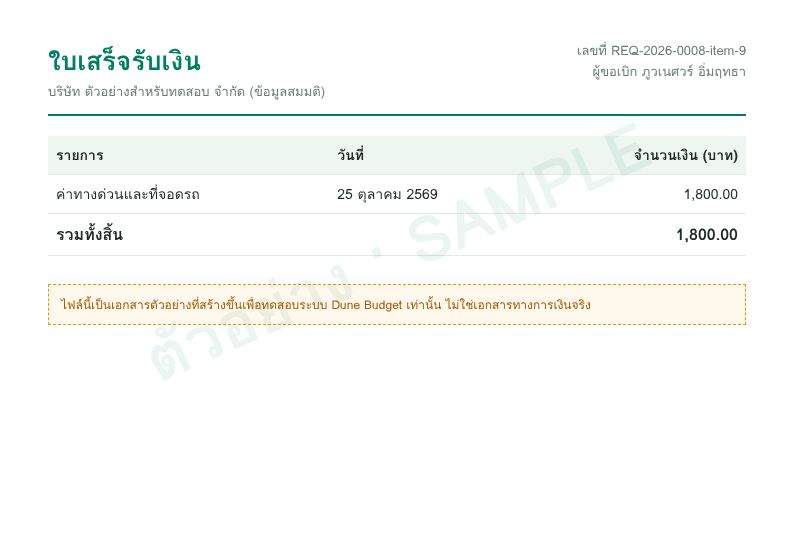 ใบเสร็จรับเงิน
บริษัท ตัวอย่างสำหรับทดสอบ จำกัด (ข้อมูลสมมติ)
เลขที่ REQ-2026-0008-item-9
ผู้ขอเบิก ภูวเนศวร์ อิ่มฤทธา
รายการ วันที่ จำนวนเงิน (บาท)
ค่าทางด่วนและที่จอดรถ 25 ตุลาคม 2569 1,800.00
รวมทั้งสิ้น 1,800.00
ไฟล์นี้เป็นเอกสารตัวอย่างที่สร้างขึ้นเพื่อทดสอบระบบ Dune Budget เท่านั้น ไม่ใช่เอกสารทางการเงินจริง
ตัวอย่าง · SAMPLE